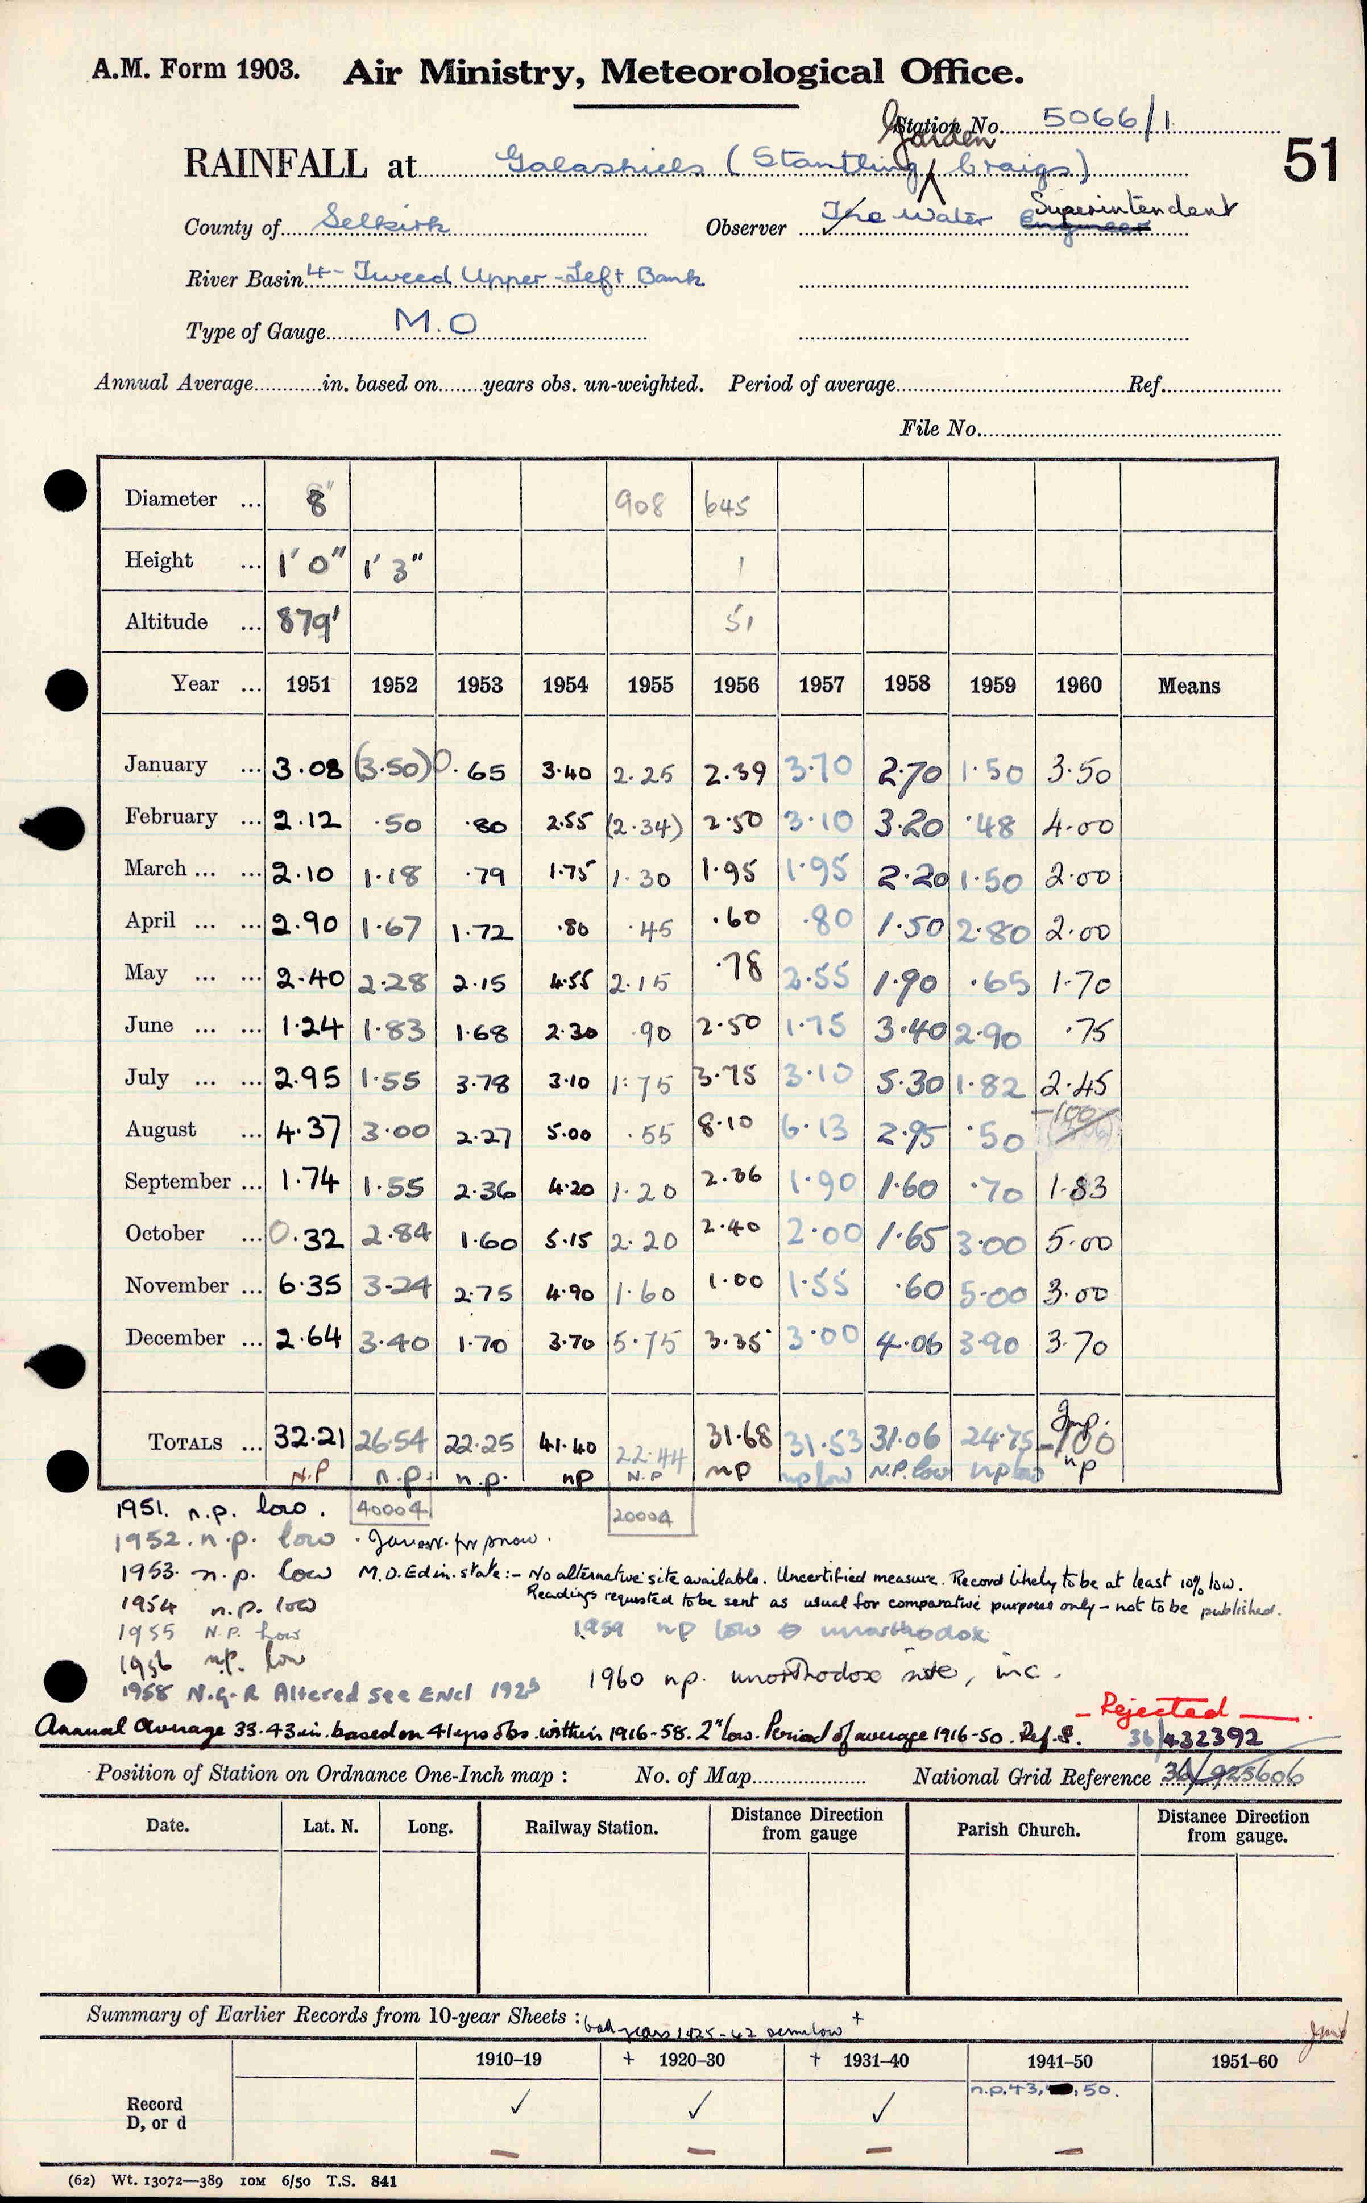 A.M. Form 1903. Air Ministry, Meteorological Office.
Station No. 5066/1
51
Garden
RAINFALL at Galashiels (Stantling Craigs)
County of Selkirk Observer The Water Engineer Superintendent
River Basin 4 - Tweed Upper - Left Bank
Type of Gauge M.O
Annual Average in. based on years obs. un-weighted. Period of average Ref.
File No.
Diameter ... 8" 908 645
Height ... 1' 0" 1' 3" 1
Altitude ... 879' 51
Year ... 1951 1952 1953 1954 1955 1956 1957 1958 1959 1960 Means
January ... 3.08 (3.50) 0.65 3.40 2.25 2.39 3.70 2.70 1.50 3.50
February ... 2.12 .50 .80 2.55 (2.34) 2.50 3.10 3.20 .48 4.00
March ... ... 2.10 1.18 .79 1.75 1.30 1.95 1.95 2.20 1.50 2.00
April ... ... 2.90 1.67 1.72 .80 .45 .60 .80 1.50 2.80 2.00
May ... ... 2.40 2.28 2.15 4.55 2.15 .78 2.55 1.90 .65 1.70
June ... ... 1.24 1.83 1.68 2.30 .90 2.50 1.75 3.40 2.90 .75
July ... ... 2.95 1.55 3.78 3.10 1.75 3.75 3.10 5.30 1.82 2.45
August ... 4.37 3.00 2.27 5.00 .55 8.10 6.13 2.95 .50 -100
September ... 1.74 1.55 2.36 4.20 1.20 2.36 1.90 1.60 .70 1.83
October ... 0.32 2.84 1.60 5.15 2.20 2.40 2.00 1.65 3.00 5.00
November ... 6.35 3.24 2.75 4.90 1.60 1.00 1.55 .60 5.00 3.00
December ... 2.64 3.40 1.70 3.70 5.75 3.35 3.00 4.06 3.90 3.70
TOTALS ... 32.21 26.54 22.25 41.40 22.44 31.68 31.53 31.06 24.75 Imp. -100
N.P n.p. n.p. np N.P np np low N.P. low np low np
1951. n.p. low. 40004 20004
1952. n.p. low. Jan est. for snow.
1953. n.p. low M.O. Edin. state:- No alternative site available. Uncertified measure. Record likely to be at least 10% low.
Readings requested to be sent as usual for comparative purposes only - not to be published.
1954 n.p. low
1955 N.P. low 1959 np low & unorthodox
1956 n.p. low 1960 np. unorthodox site, inc.
1958 N.G.R Altered See Encl 1923
- Rejected -.
Annual Average 33.43 in. based on 41 yrs obs. within 1916-58. 2" low. Period of average 1916-50. Ref. S. 36/432392
Position of Station on Ordnance One-Inch map : No. of Map National Grid Reference 36/925606
Date. Lat. N. Long. Railway Station. Distance Direction from gauge Parish Church. Distance Direction from gauge.
Summary of Earlier Records from 10-year Sheets : bad years 1925-42 +
1910-19 + 1920-30 + 1931-40 1941-50 1951-60
Record D, or d ✓ ✓ ✓ n.p. 43, 50.
(62) Wt. 13072—389 10M 6/50 T.S. 841